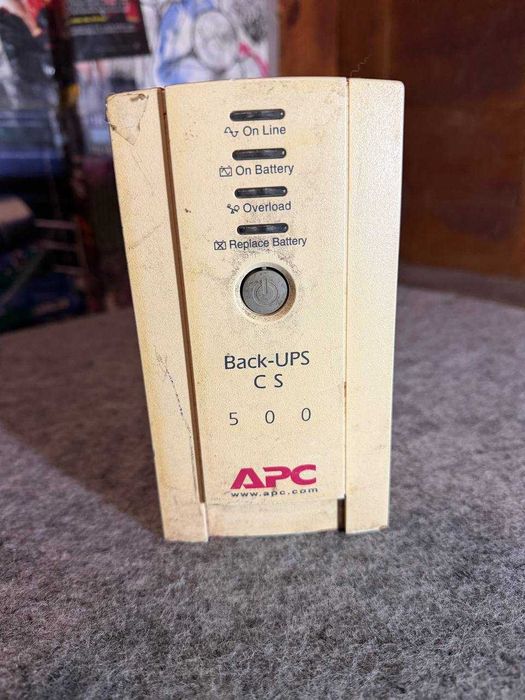 On Line
On Battery
Overload
Replace Battery
Back-UPS
CS
500
APC
www.apc.com